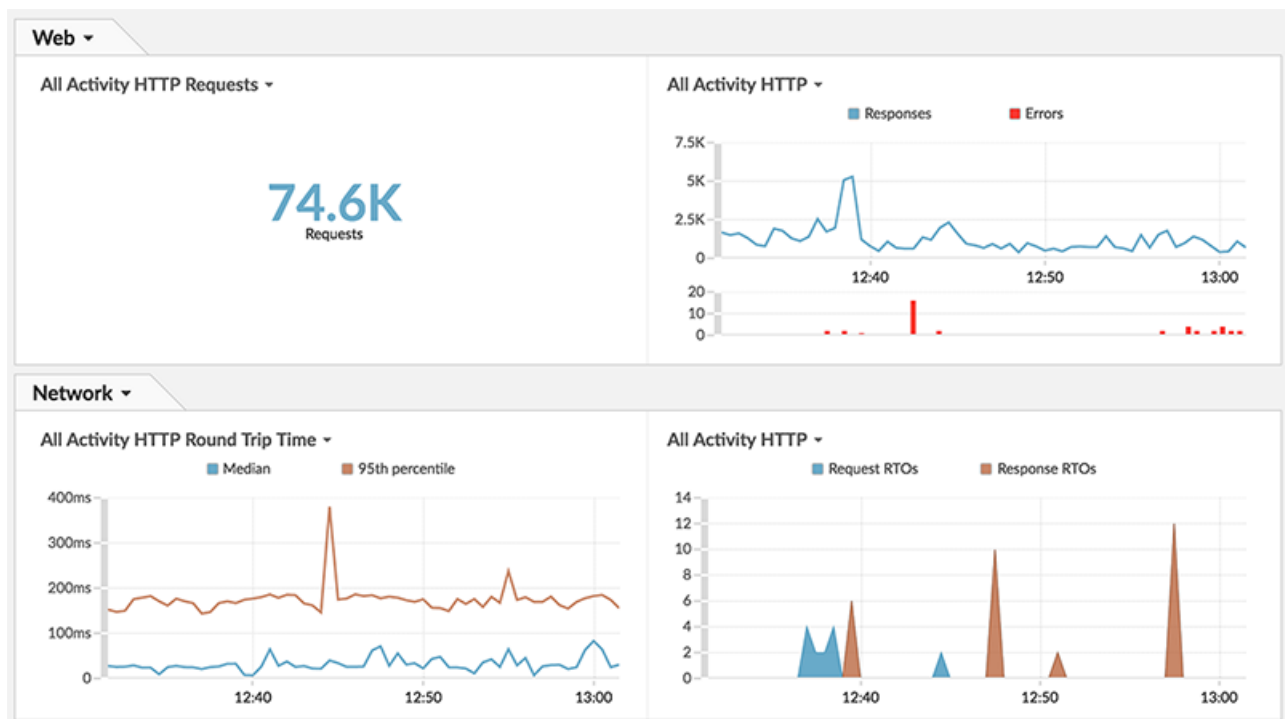 Web
All Activity HTTP Requests
74.6K
Requests
All Activity HTTP
Responses Errors
7.5K
5K
2.5K
0
12:40 12:50 13:00
20
10
0
Network
All Activity HTTP Round Trip Time
Median 95th percentile
400ms
300ms
200ms
100ms
0
12:40 12:50 13:00
All Activity HTTP
Request RTOs Response RTOs
14
12
10
8
6
4
2
0
12:40 12:50 13:00